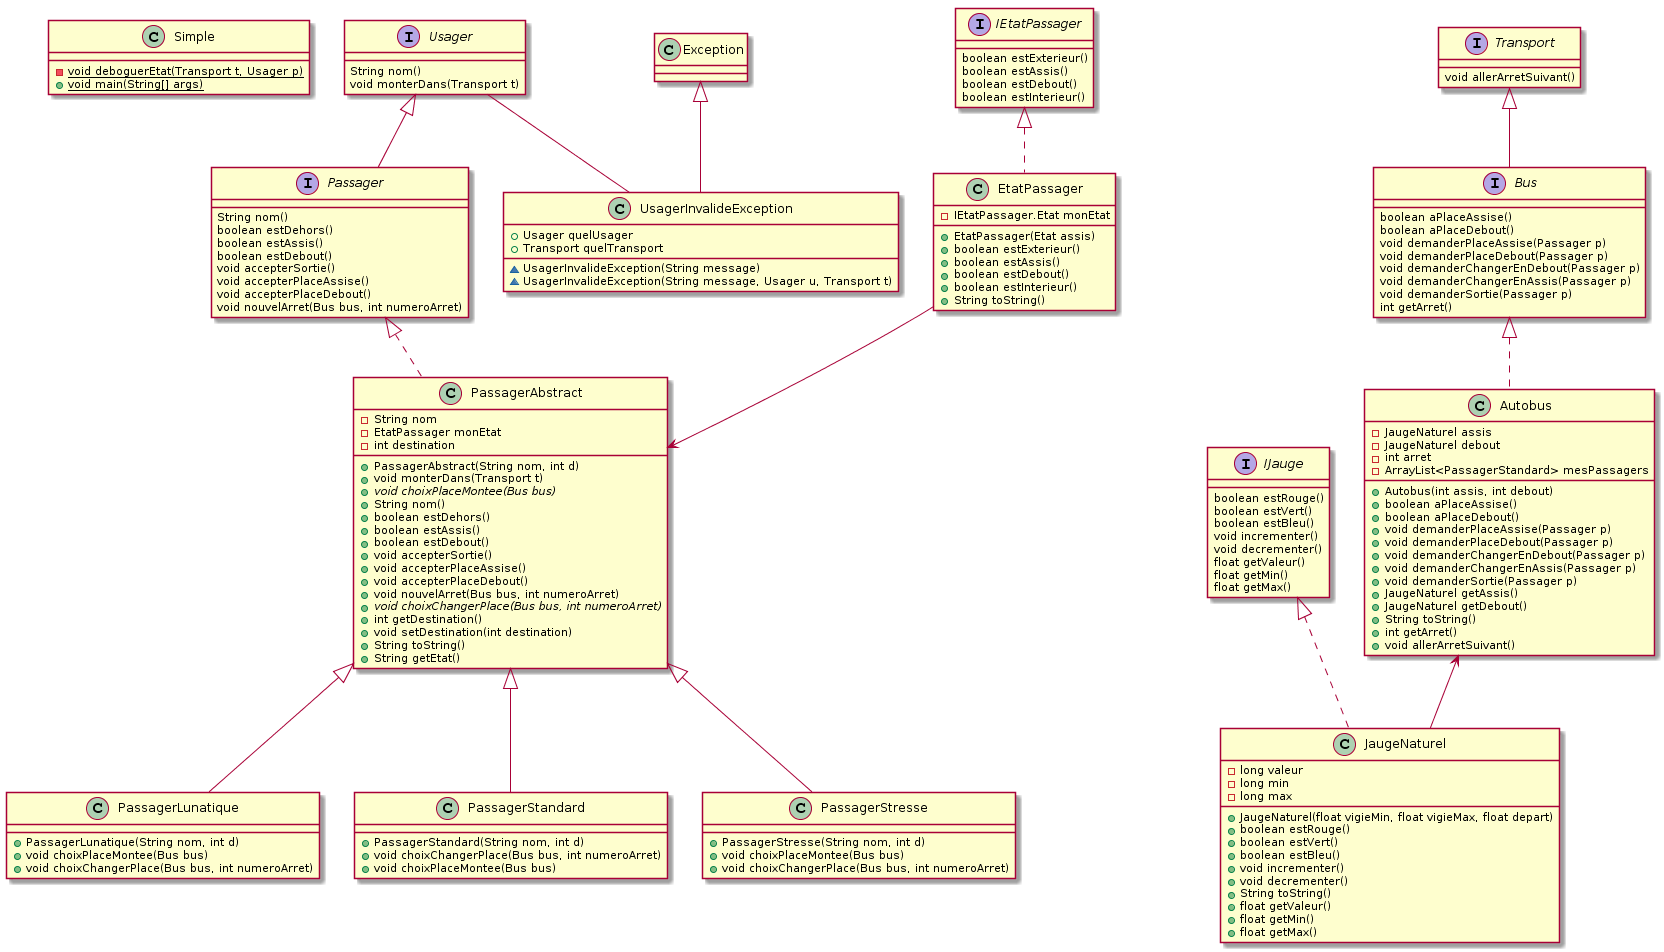 C Simple
void deboguerEtat(Transport t, Usager p)
void main(String[] args)
I Usager
String nom()
void monterDans(Transport t)
C Exception
I IEtatPassager
boolean estExterieur()
boolean estAssis()
boolean estDebout()
boolean estInterieur()
I Transport
void allerArretSuivant()
I Passager
String nom()
boolean estDehors()
boolean estAssis()
boolean estDebout()
void accepterSortie()
void accepterPlaceAssise()
void accepterPlaceDebout()
void nouvelArret(Bus bus, int numeroArret)
C UsagerInvalideException
Usager quelUsager
Transport quelTransport
UsagerInvalideException(String message)
UsagerInvalideException(String message, Usager u, Transport t)
C EtatPassager
IEtatPassager.Etat monEtat
EtatPassager(Etat assis)
boolean estExterieur()
boolean estAssis()
boolean estDebout()
boolean estInterieur()
String toString()
I Bus
boolean aPlaceAssise()
boolean aPlaceDebout()
void demanderPlaceAssise(Passager p)
void demanderPlaceDebout(Passager p)
void demanderChangerEnDebout(Passager p)
void demanderChangerEnAssis(Passager p)
void demanderSortie(Passager p)
int getArret()
C PassagerAbstract
String nom
EtatPassager monEtat
int destination
PassagerAbstract(String nom, int d)
void monterDans(Transport t)
void choixPlaceMontee(Bus bus)
String nom()
boolean estDehors()
boolean estAssis()
boolean estDebout()
void accepterSortie()
void accepterPlaceAssise()
void accepterPlaceDebout()
void nouvelArret(Bus bus, int numeroArret)
void choixChangerPlace(Bus bus, int numeroArret)
int getDestination()
void setDestination(int destination)
String toString()
String getEtat()
I IJauge
boolean estRouge()
boolean estVert()
boolean estBleu()
void incrementer()
void decrementer()
float getValeur()
float getMin()
float getMax()
C Autobus
JaugeNaturel assis
JaugeNaturel debout
int arret
ArrayList<PassagerStandard> mesPassagers
Autobus(int assis, int debout)
boolean aPlaceAssise()
boolean aPlaceDebout()
void demanderPlaceAssise(Passager p)
void demanderPlaceDebout(Passager p)
void demanderChangerEnDebout(Passager p)
void demanderChangerEnAssis(Passager p)
void demanderSortie(Passager p)
JaugeNaturel getAssis()
JaugeNaturel getDebout()
String toString()
int getArret()
void allerArretSuivant()
C PassagerLunatique
PassagerLunatique(String nom, int d)
void choixPlaceMontee(Bus bus)
void choixChangerPlace(Bus bus, int numeroArret)
C PassagerStandard
PassagerStandard(String nom, int d)
void choixChangerPlace(Bus bus, int numeroArret)
void choixPlaceMontee(Bus bus)
C PassagerStresse
PassagerStresse(String nom, int d)
void choixPlaceMontee(Bus bus)
void choixChangerPlace(Bus bus, int numeroArret)
C JaugeNaturel
long valeur
long min
long max
JaugeNaturel(float vigieMin, float vigieMax, float depart)
boolean estRouge()
boolean estVert()
boolean estBleu()
void incrementer()
void decrementer()
String toString()
float getValeur()
float getMin()
float getMax()